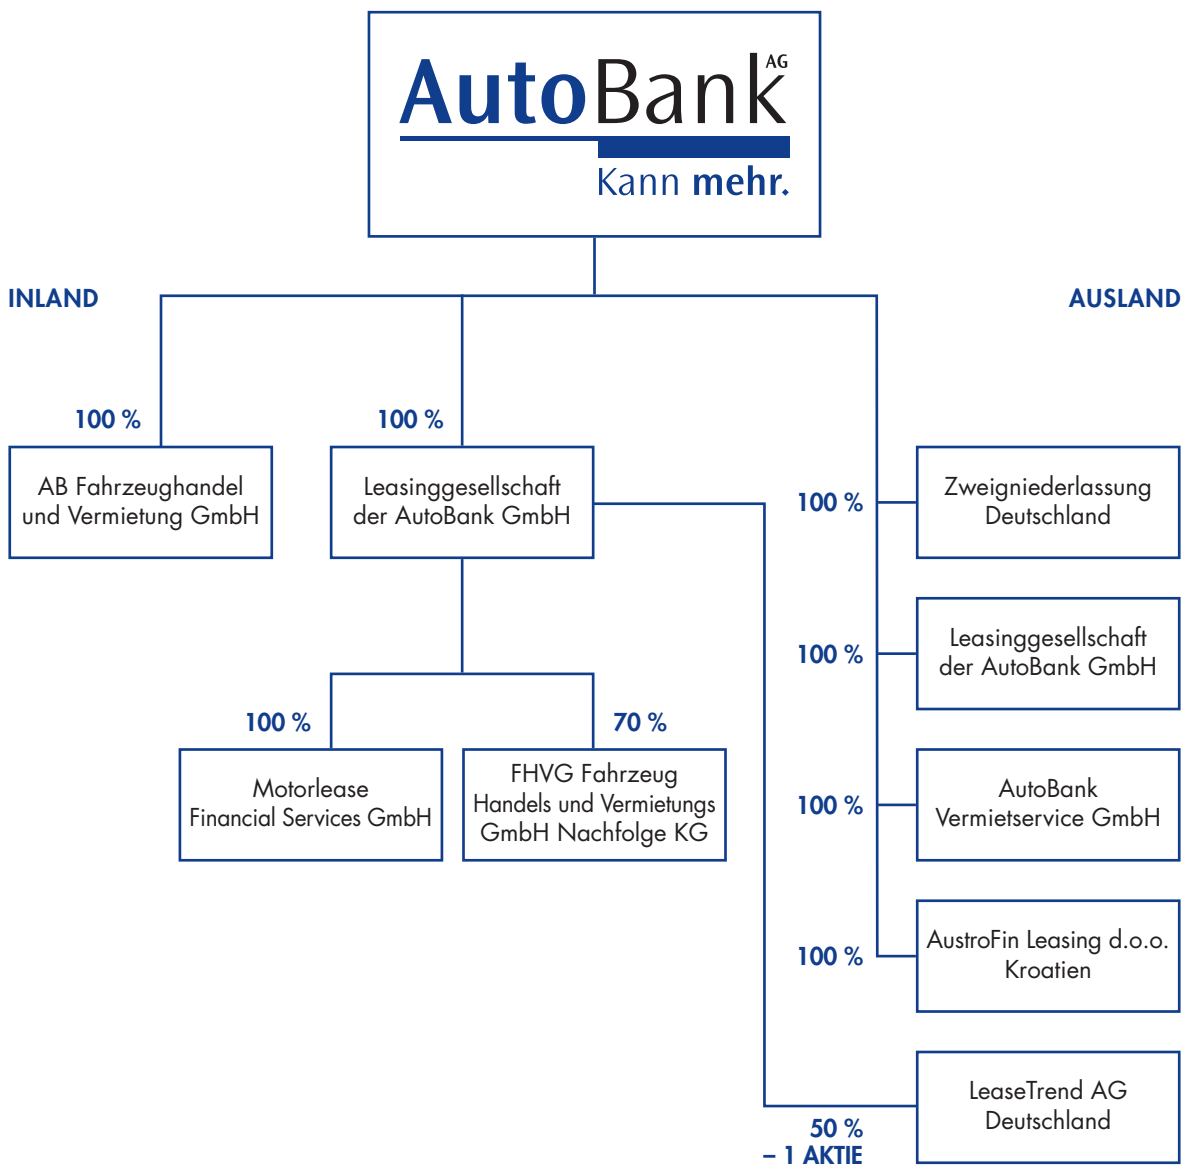 AutoBank AG
Kann mehr.
INLAND
AUSLAND
100 %
AB Fahrzeughandel
und Vermietung GmbH
100 %
Leasinggesellschaft
der AutoBank GmbH
100 %
Motorlease
Financial Services GmbH
70 %
FHVG Fahrzeug
Handels und Vermietungs
GmbH Nachfolge KG
100 %
Zweigniederlassung
Deutschland
100 %
Leasinggesellschaft
der AutoBank GmbH
100 %
AutoBank
Vermietservice GmbH
100 %
AustroFin Leasing d.o.o.
Kroatien
50 %
– 1 AKTIE
LeaseTrend AG
Deutschland